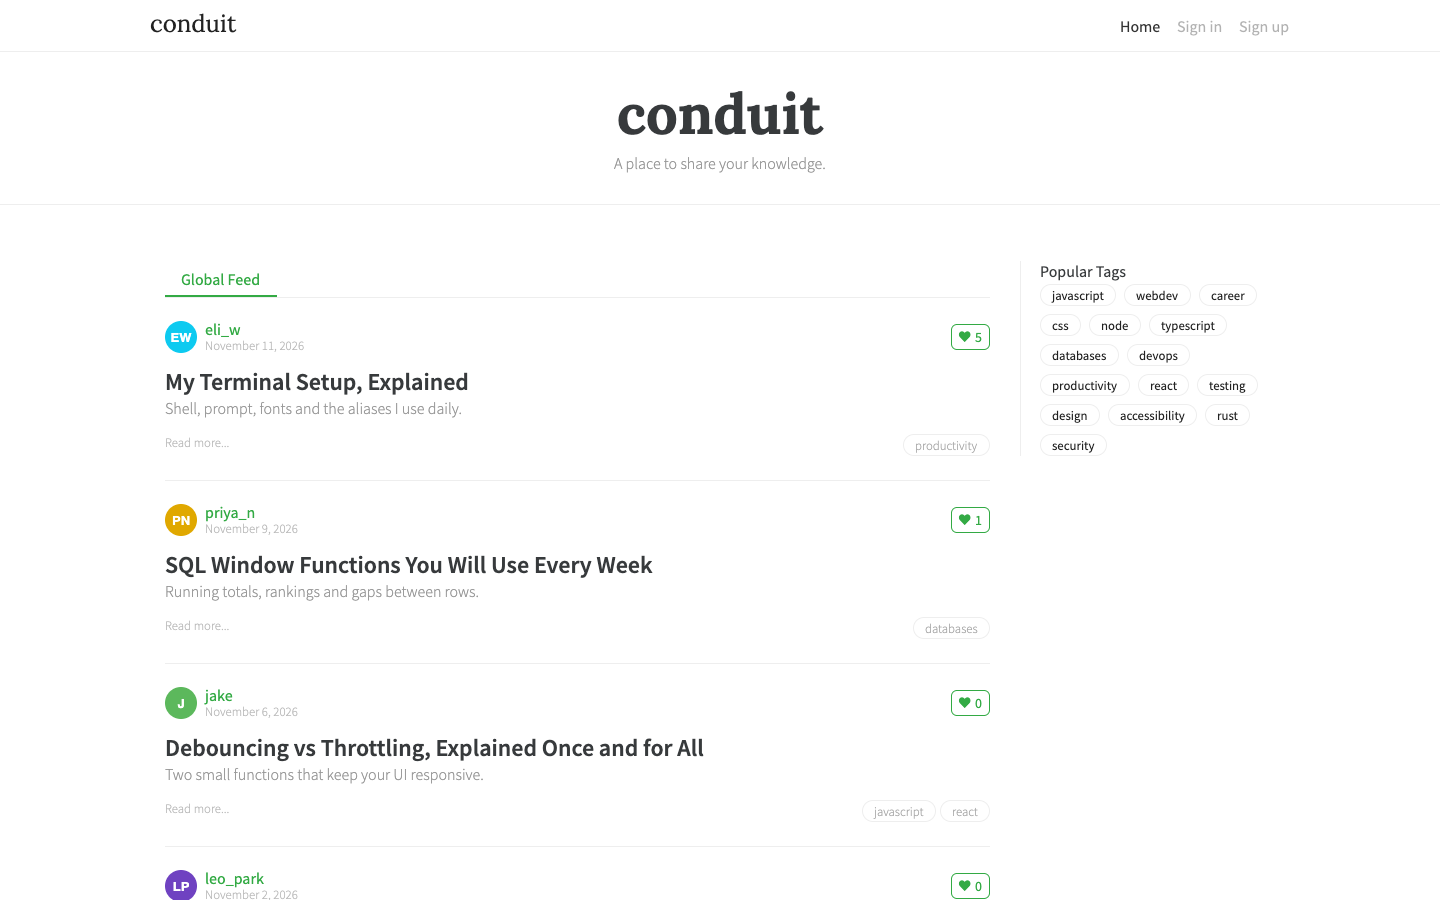 conduit
Home Sign in Sign up
conduit
A place to share your knowledge.
Global Feed
EW eli_w
November 11, 2026
5
My Terminal Setup, Explained
Shell, prompt, fonts and the aliases I use daily.
Read more...
productivity
PN priya_n
November 9, 2026
1
SQL Window Functions You Will Use Every Week
Running totals, rankings and gaps between rows.
Read more...
databases
J jake
November 6, 2026
0
Debouncing vs Throttling, Explained Once and for All
Two small functions that keep your UI responsive.
Read more...
javascript react
LP leo_park
November 2, 2026
0
Popular Tags
javascript webdev career
css node typescript
databases devops
productivity react testing
design accessibility rust
security